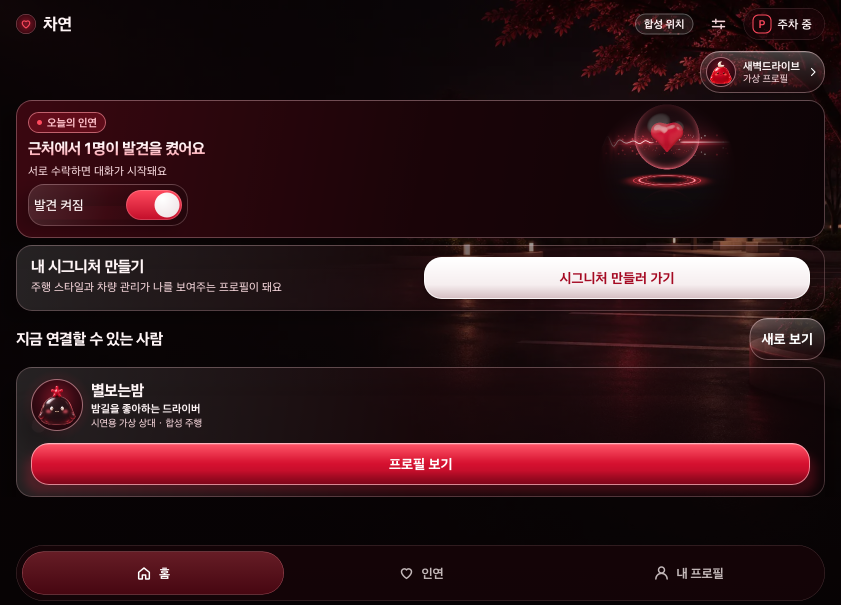 차연
합성 위치
P 주차 중
새벽드라이브
가상 프로필
오늘의 인연
근처에서 1명이 발견을 켰어요
서로 수락하면 대화가 시작돼요
발견 켜짐
내 시그니처 만들기
주행 스타일과 차량 관리가 나를 보여주는 프로필이 돼요
시그니처 만들러 가기
지금 연결할 수 있는 사람
새로 보기
별보는밤
밤길을 좋아하는 드라이버
시연용 가상 상대 · 합성 주행
프로필 보기
홈
인연
내 프로필